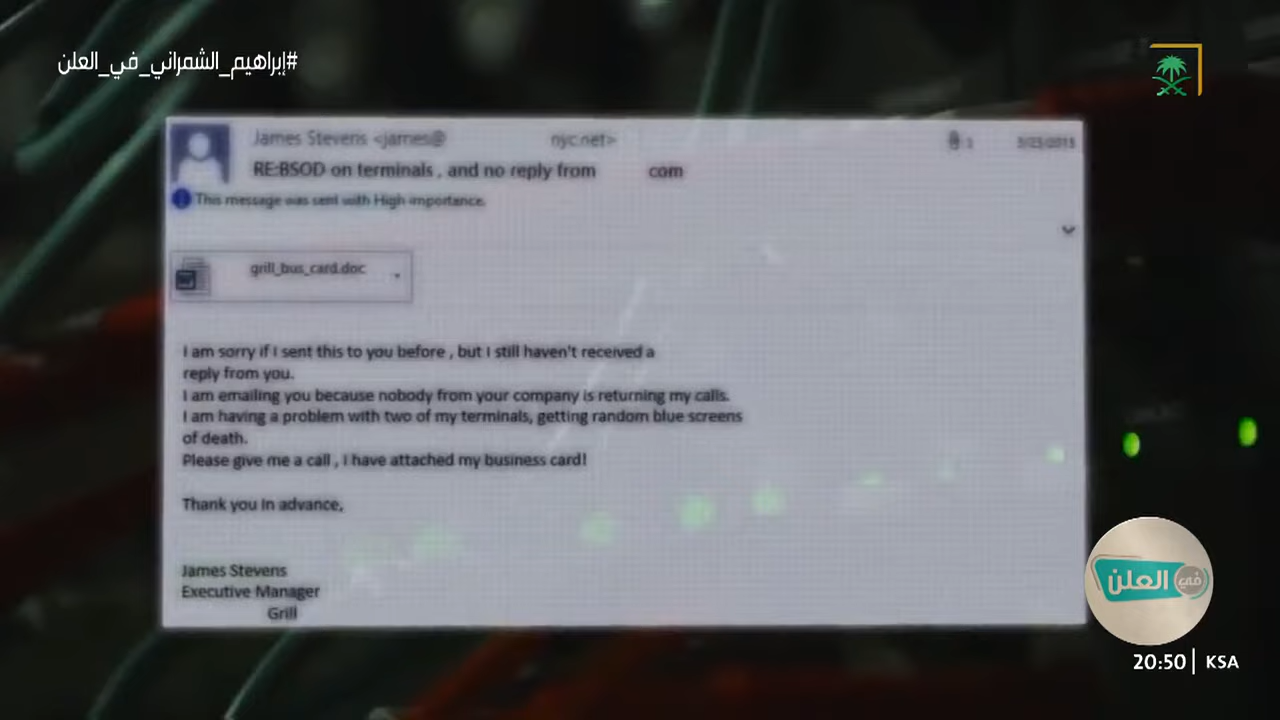 #إبراهيم_الشمراني_في_العلن
James Stevens <james@ nyc.net>
RE:BSOD on terminals , and no reply from com
This message was sent with High importance.
grill_bus_card.doc
I am sorry if I sent this to you before , but I still haven't received a
reply from you.
I am emailing you because nobody from your company is returning my calls.
I am having a problem with two of my terminals, getting random blue screens
of death.
Please give me a call , I have attached my business card!
Thank you in advance,
James Stevens
Executive Manager
Grill
في العلن
20:50 | KSA